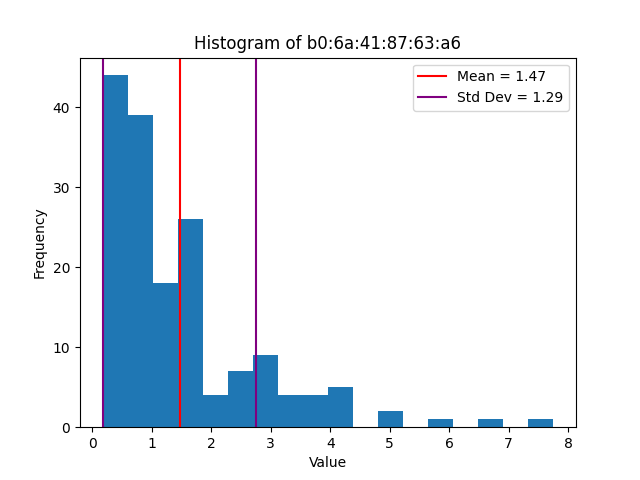 Histogram of b0:6a:41:87:63:a6
Mean = 1.47
Std Dev = 1.29
Frequency
40
30
20
10
0
0 1 2 3 4 5 6 7 8
Value